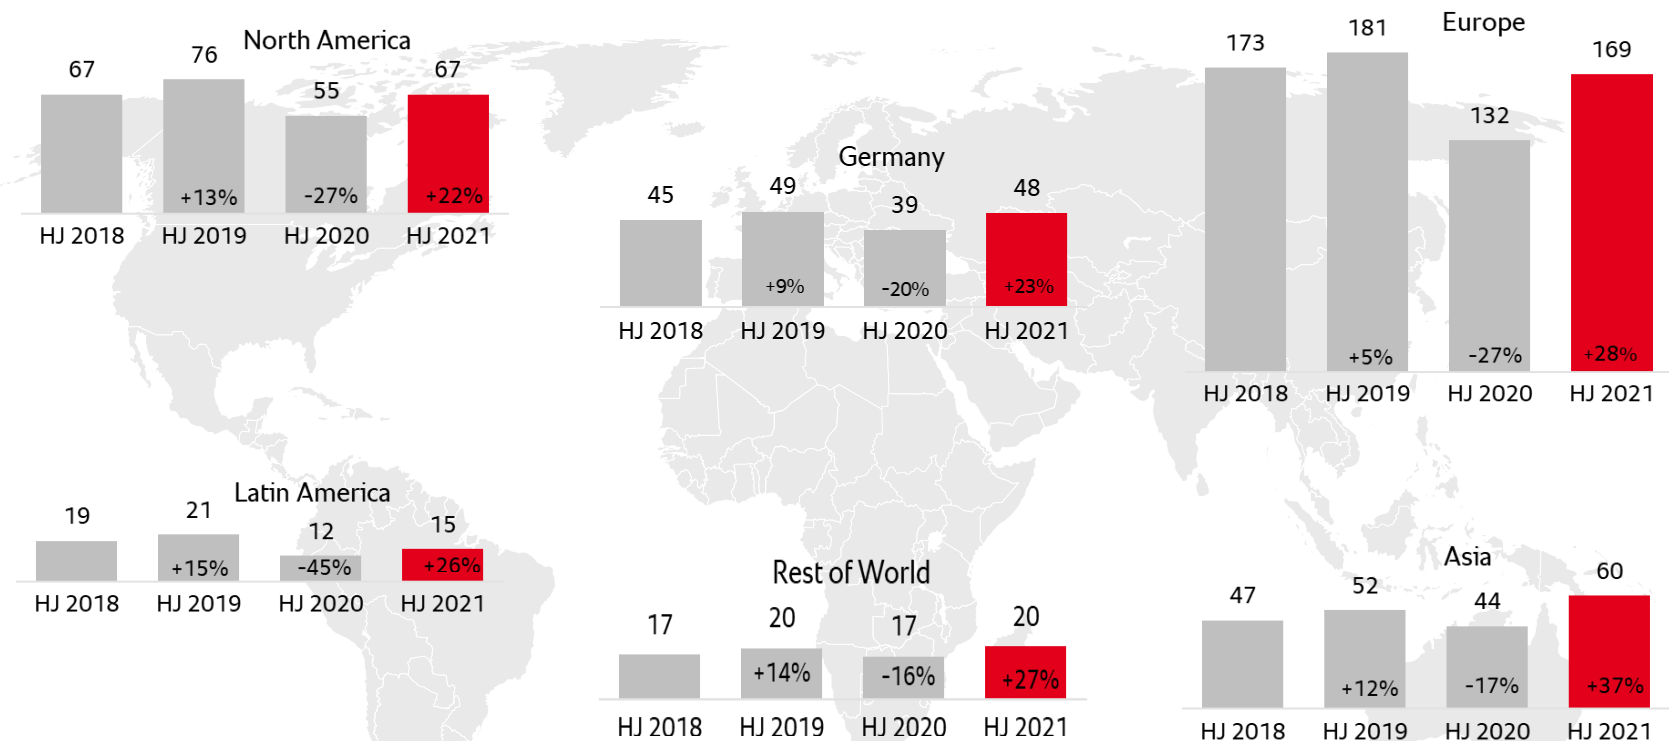 North America
67
76
55
67
+13%
-27%
+22%
HJ 2018
HJ 2019
HJ 2020
HJ 2021
Germany
45
49
39
48
+9%
-20%
+23%
HJ 2018
HJ 2019
HJ 2020
HJ 2021
Europe
173
181
132
169
+5%
-27%
+28%
HJ 2018
HJ 2019
HJ 2020
HJ 2021
Latin America
19
21
12
15
+15%
-45%
+26%
HJ 2018
HJ 2019
HJ 2020
HJ 2021
Rest of World
17
20
17
20
+14%
-16%
+27%
HJ 2018
HJ 2019
HJ 2020
HJ 2021
Asia
47
52
44
60
+12%
-17%
+37%
HJ 2018
HJ 2019
HJ 2020
HJ 2021